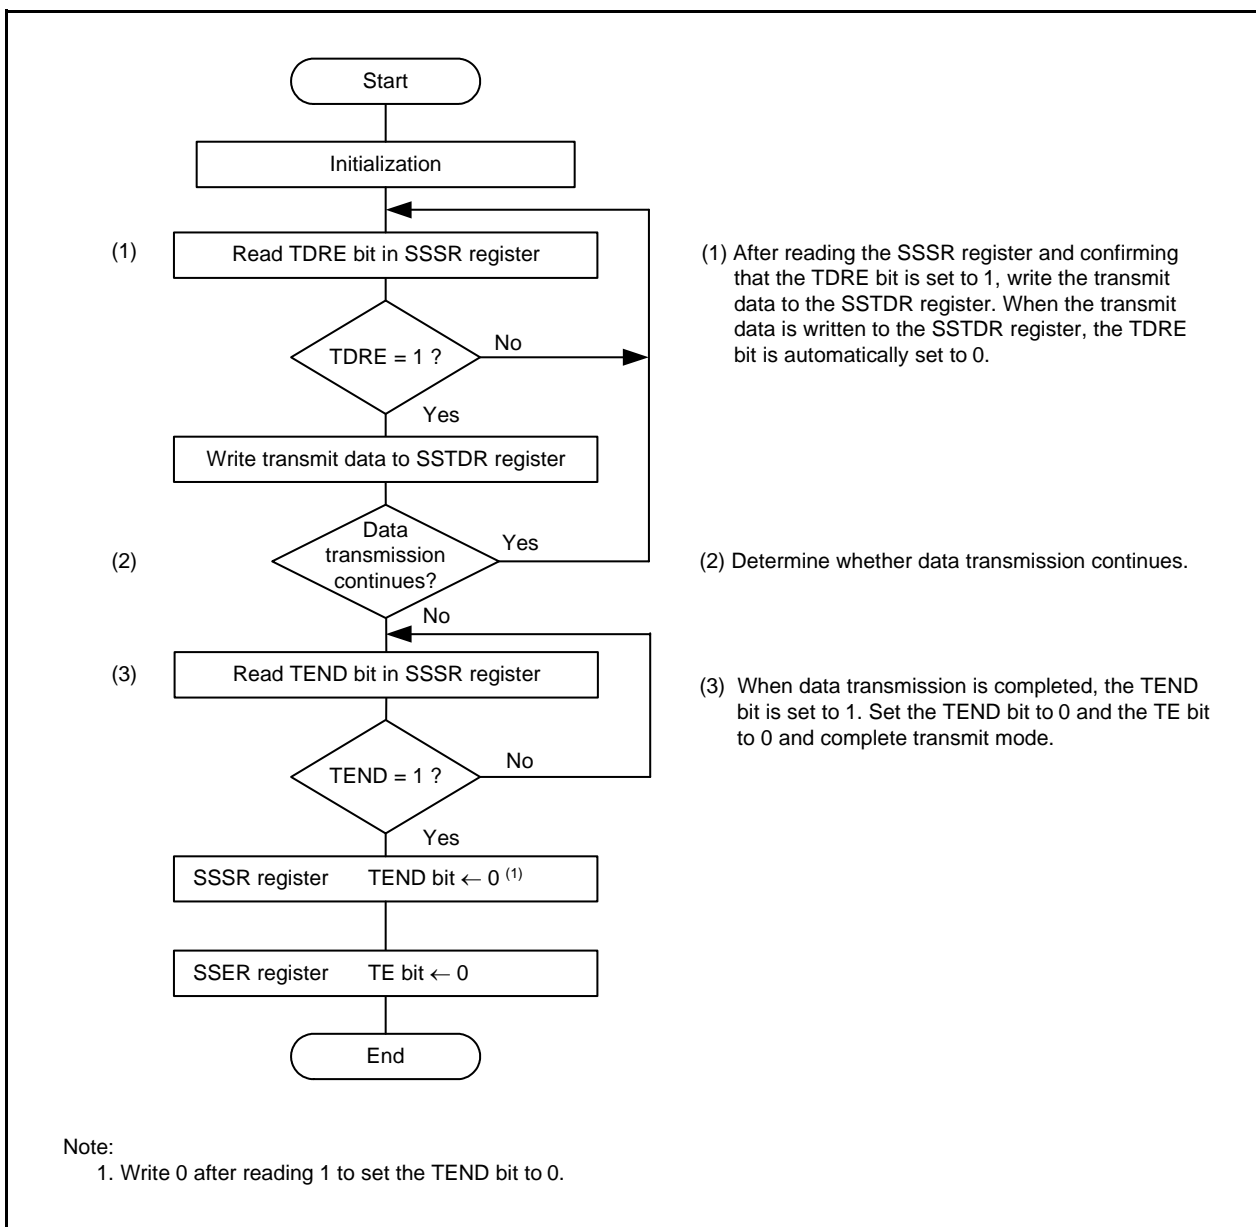 Start
Initialization
(1)
Read TDRE bit in SSSR register
TDRE = 1 ?
No
Yes
Write transmit data to SSTDR register
(2)
Data
transmission
continues?
Yes
No
(3)
Read TEND bit in SSSR register
TEND = 1 ?
No
Yes
SSSR register TEND bit ← 0 (1)
SSER register TE bit ← 0
End
(1) After reading the SSSR register and confirming
that the TDRE bit is set to 1, write the transmit
data to the SSTDR register. When the transmit
data is written to the SSTDR register, the TDRE
bit is automatically set to 0.
(2) Determine whether data transmission continues.
(3) When data transmission is completed, the TEND
bit is set to 1. Set the TEND bit to 0 and the TE bit
to 0 and complete transmit mode.
Note:
1. Write 0 after reading 1 to set the TEND bit to 0.